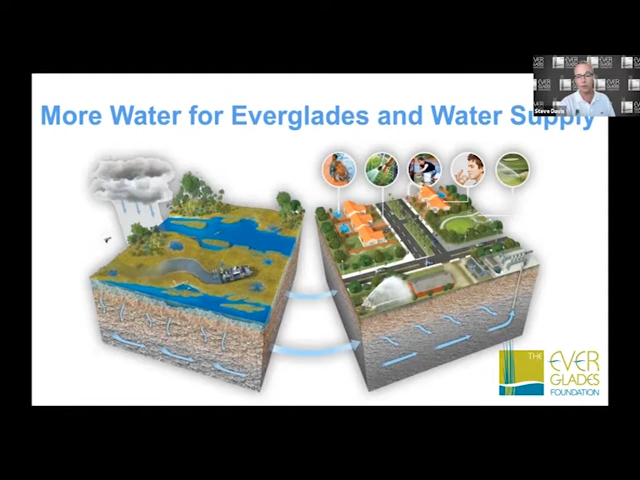 More Water for Everglades and Water Supply
Steve Davis
THE
EVER
GLADES
FOUNDATION